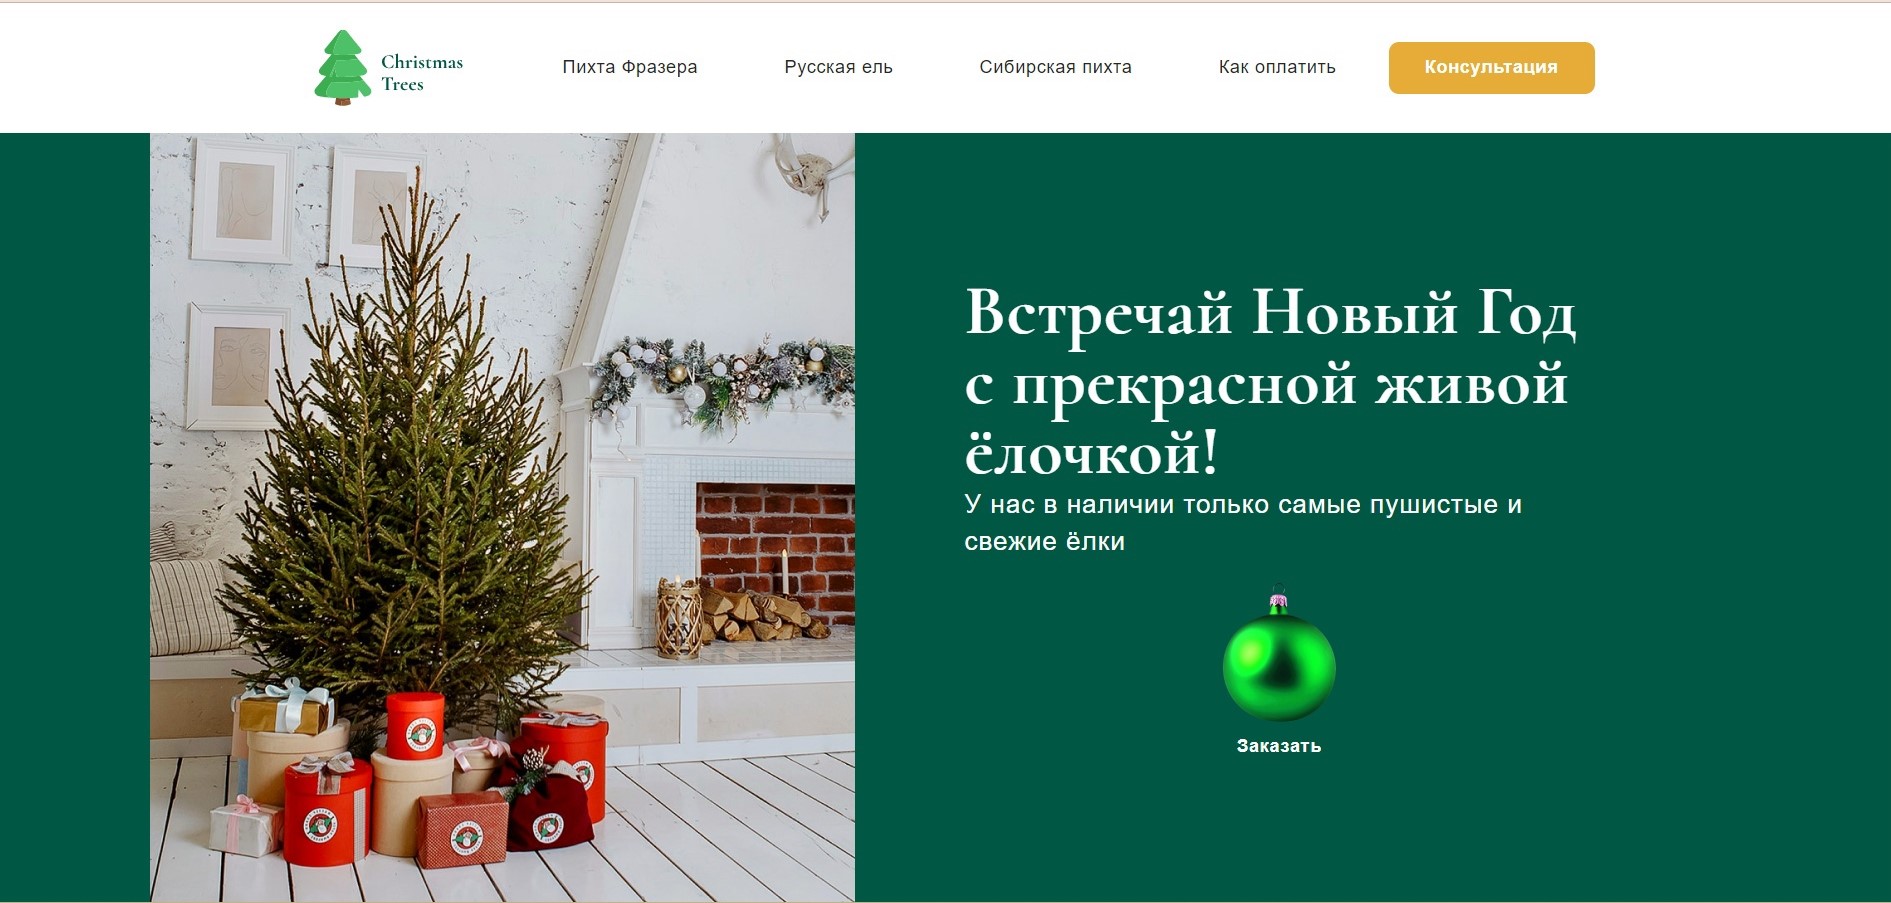 Christmas
Trees
Пихта Фразера
Русская ель
Сибирская пихта
Как оплатить
Консультация
Встречай Новый Год
с прекрасной живой
ёлочкой!
У нас в наличии только самые пушистые и
свежие ёлки
Заказать